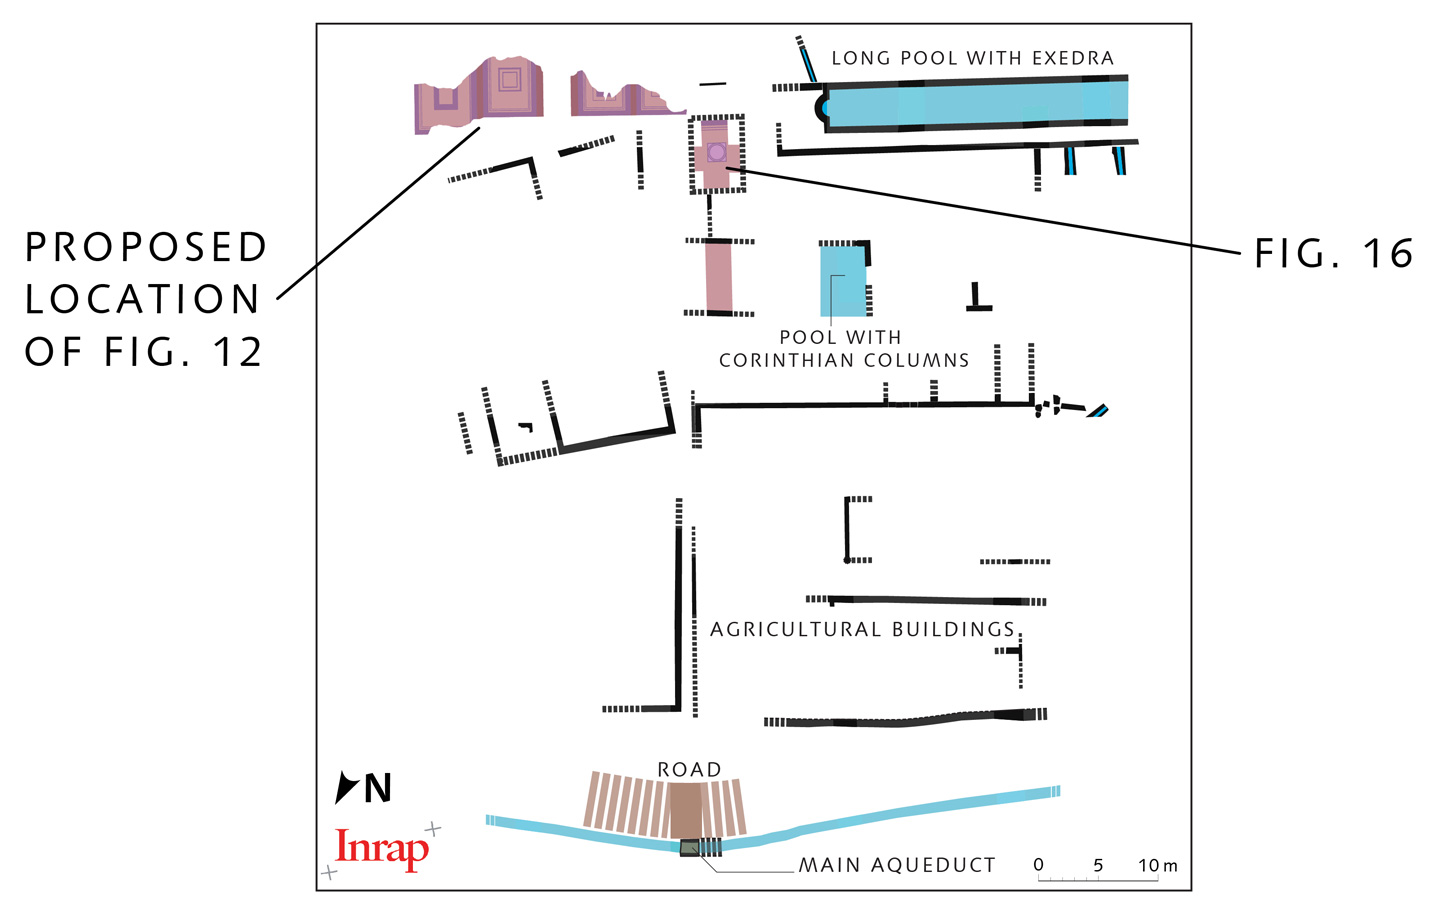 LONG POOL WITH EXEDRA
PROPOSED
LOCATION
OF FIG. 12
FIG. 16
POOL WITH
CORINTHIAN COLUMNS
AGRICULTURAL BUILDINGS
ROAD
N
Inrap
MAIN AQUEDUCT
0 5 10 m